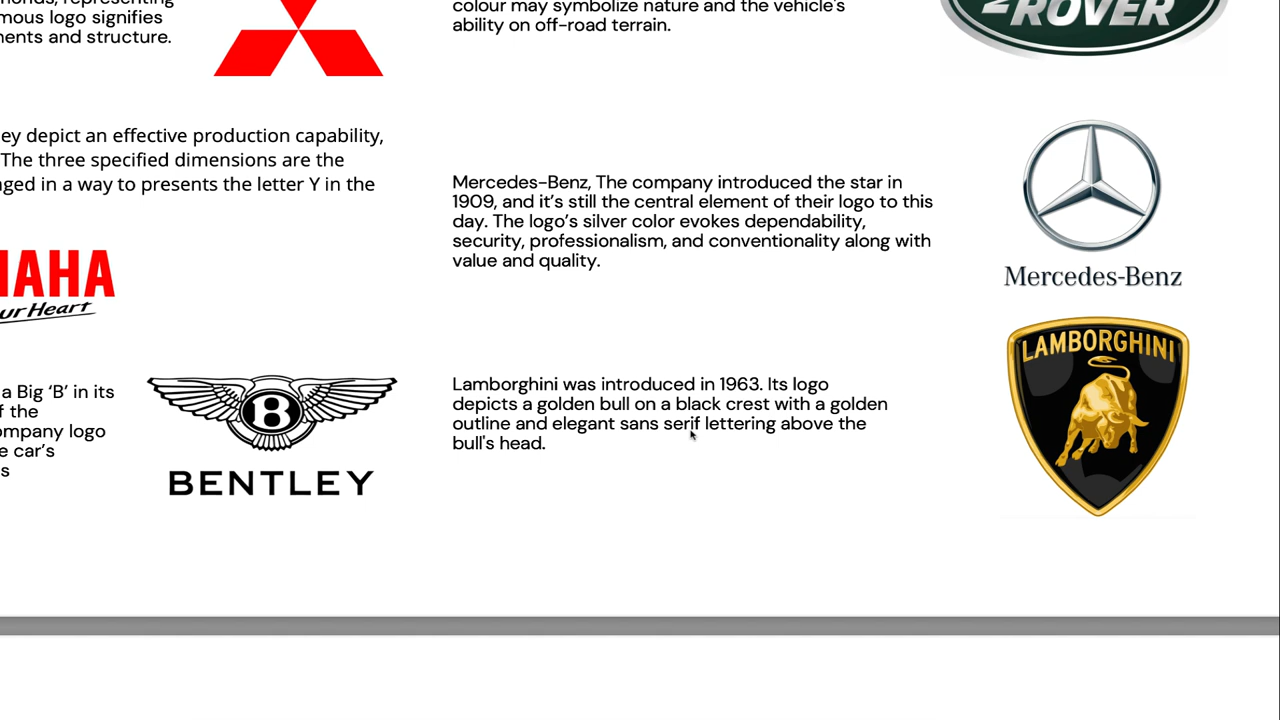 onds, representing
mous logo signifies
nents and structure.
colour may symbolize nature and the vehicle's
ability on off-road terrain.
ROVER
ey depict an effective production capability,
The three specified dimensions are the
ged in a way to presents the letter Y in the
AHA
ur Heart
Mercedes-Benz, The company introduced the star in
1909, and it’s still the central element of their logo to this
day. The logo’s silver color evokes dependability,
security, professionalism, and conventionality along with
value and quality.
Mercedes-Benz
a Big ‘B’ in its
f the
ompany logo
e car’s
s
B
BENTLEY
Lamborghini was introduced in 1963. Its logo
depicts a golden bull on a black crest with a golden
outline and elegant sans serif lettering above the
bull's head.
LAMBORGHINI